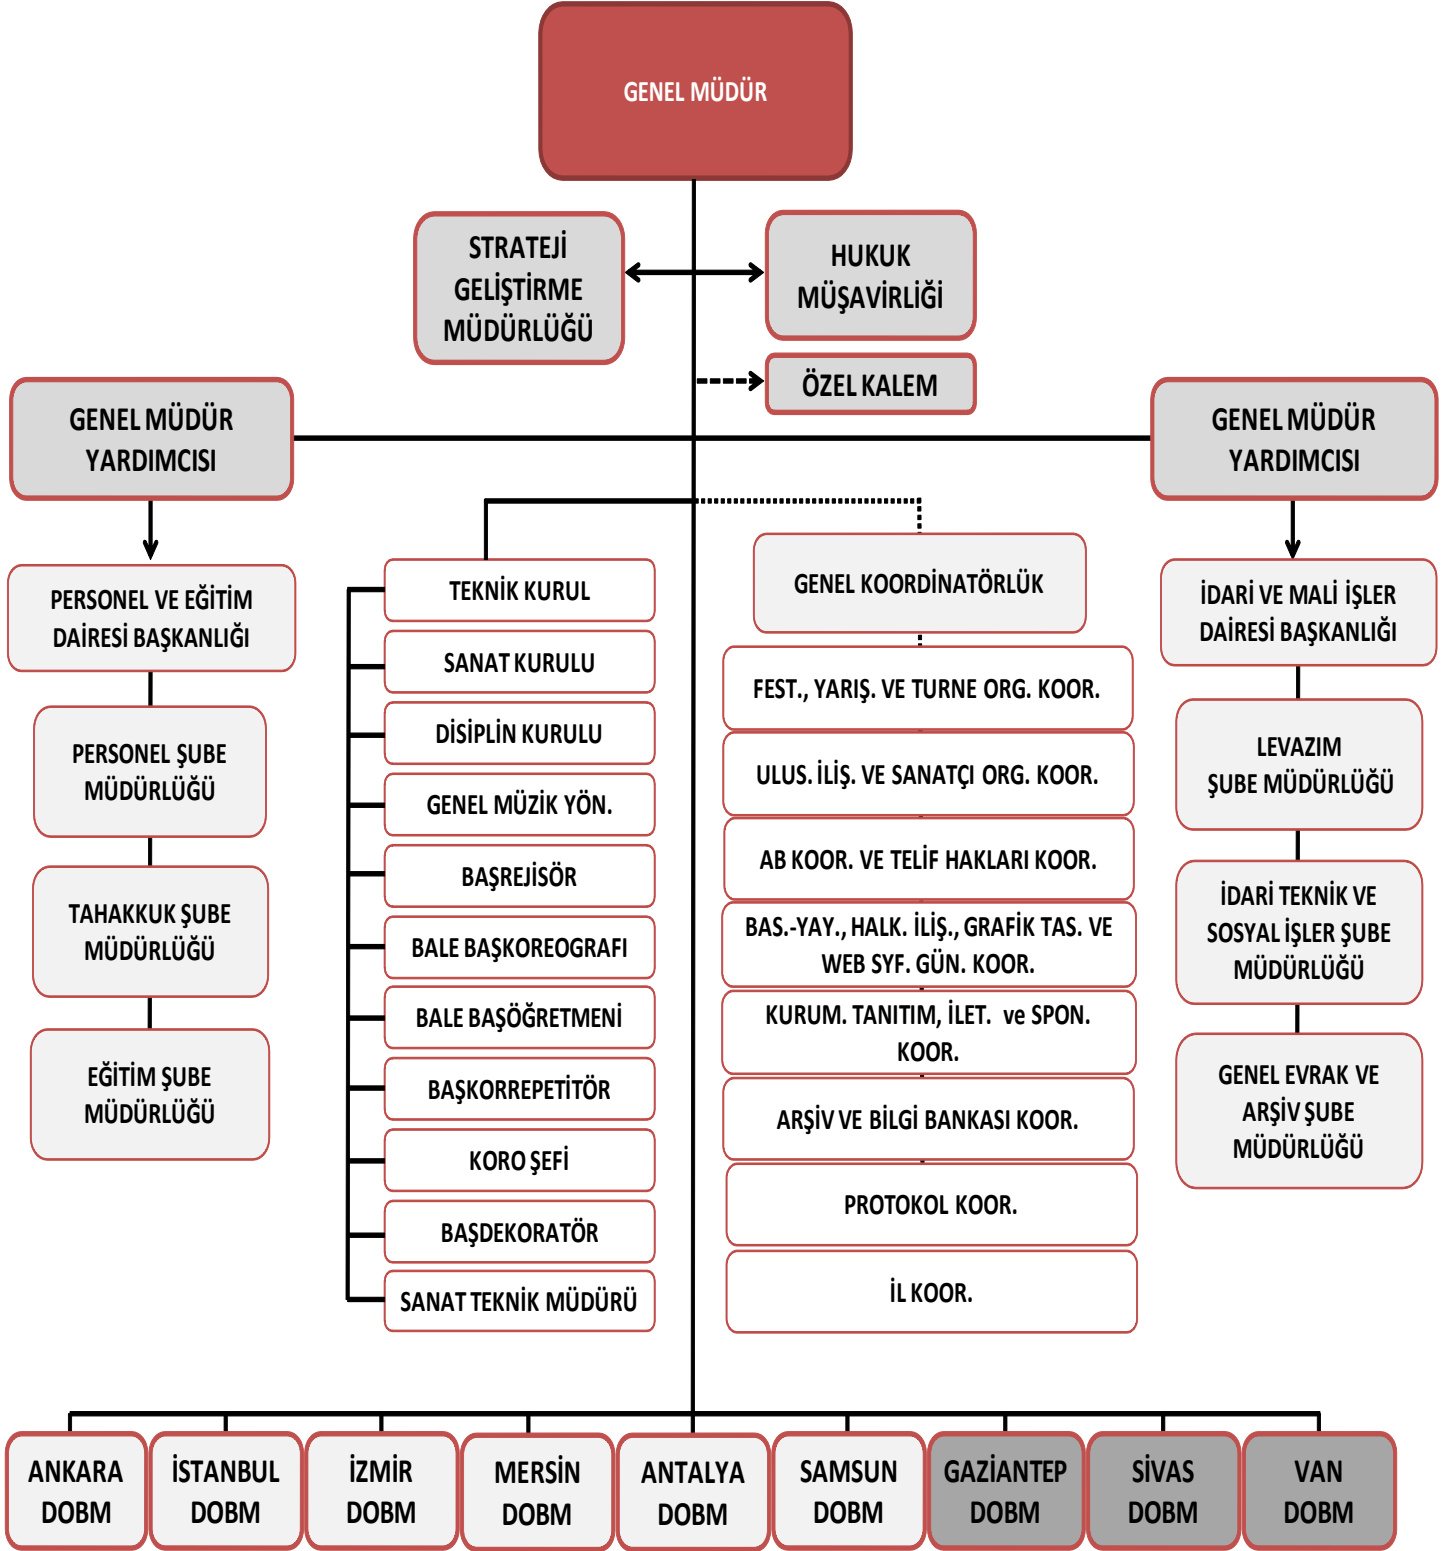 GENEL MÜDÜR
STRATEJİ
GELİŞTİRME
MÜDÜRLÜĞÜ
HUKUK
MÜŞAVİRLİĞİ
ÖZEL KALEM
GENEL MÜDÜR
YARDIMCISI
GENEL MÜDÜR
YARDIMCISI
PERSONEL VE EĞİTİM
DAİRESİ BAŞKANLIĞI
PERSONEL ŞUBE
MÜDÜRLÜĞÜ
TAHAKKUK ŞUBE
MÜDÜRLÜĞÜ
EĞİTİM ŞUBE
MÜDÜRLÜĞÜ
TEKNİK KURUL
SANAT KURULU
DİSİPLİN KURULU
GENEL MÜZİK YÖN.
BAŞREJİSÖR
BALE BAŞKOREOGRAFI
BALE BAŞÖĞRETMENİ
BAŞKORREPETİTÖR
KORO ŞEFİ
BAŞDEKORATÖR
SANAT TEKNİK MÜDÜRÜ
GENEL KOORDİNATÖRLÜK
FEST., YARIŞ. VE TURNE ORG. KOOR.
ULUS. İLİŞ. VE SANATÇI ORG. KOOR.
AB KOOR. VE TELİF HAKLARI KOOR.
BAS.-YAY., HALK. İLİŞ., GRAFİK TAS. VE
WEB SYF. GÜN. KOOR.
KURUM. TANITIM, İLET. ve SPON.
KOOR.
ARŞİV VE BİLGİ BANKASI KOOR.
PROTOKOL KOOR.
İL KOOR.
İDARİ VE MALİ İŞLER
DAİRESİ BAŞKANLIĞI
LEVAZIM
ŞUBE MÜDÜRLÜĞÜ
İDARİ TEKNİK VE
SOSYAL İŞLER ŞUBE
MÜDÜRLÜĞÜ
GENEL EVRAK VE
ARŞİV ŞUBE
MÜDÜRLÜĞÜ
ANKARA
DOBM
İSTANBUL
DOBM
İZMİR
DOBM
MERSİN
DOBM
ANTALYA
DOBM
SAMSUN
DOBM
GAZİANTEP
DOBM
SİVAS
DOBM
VAN
DOBM